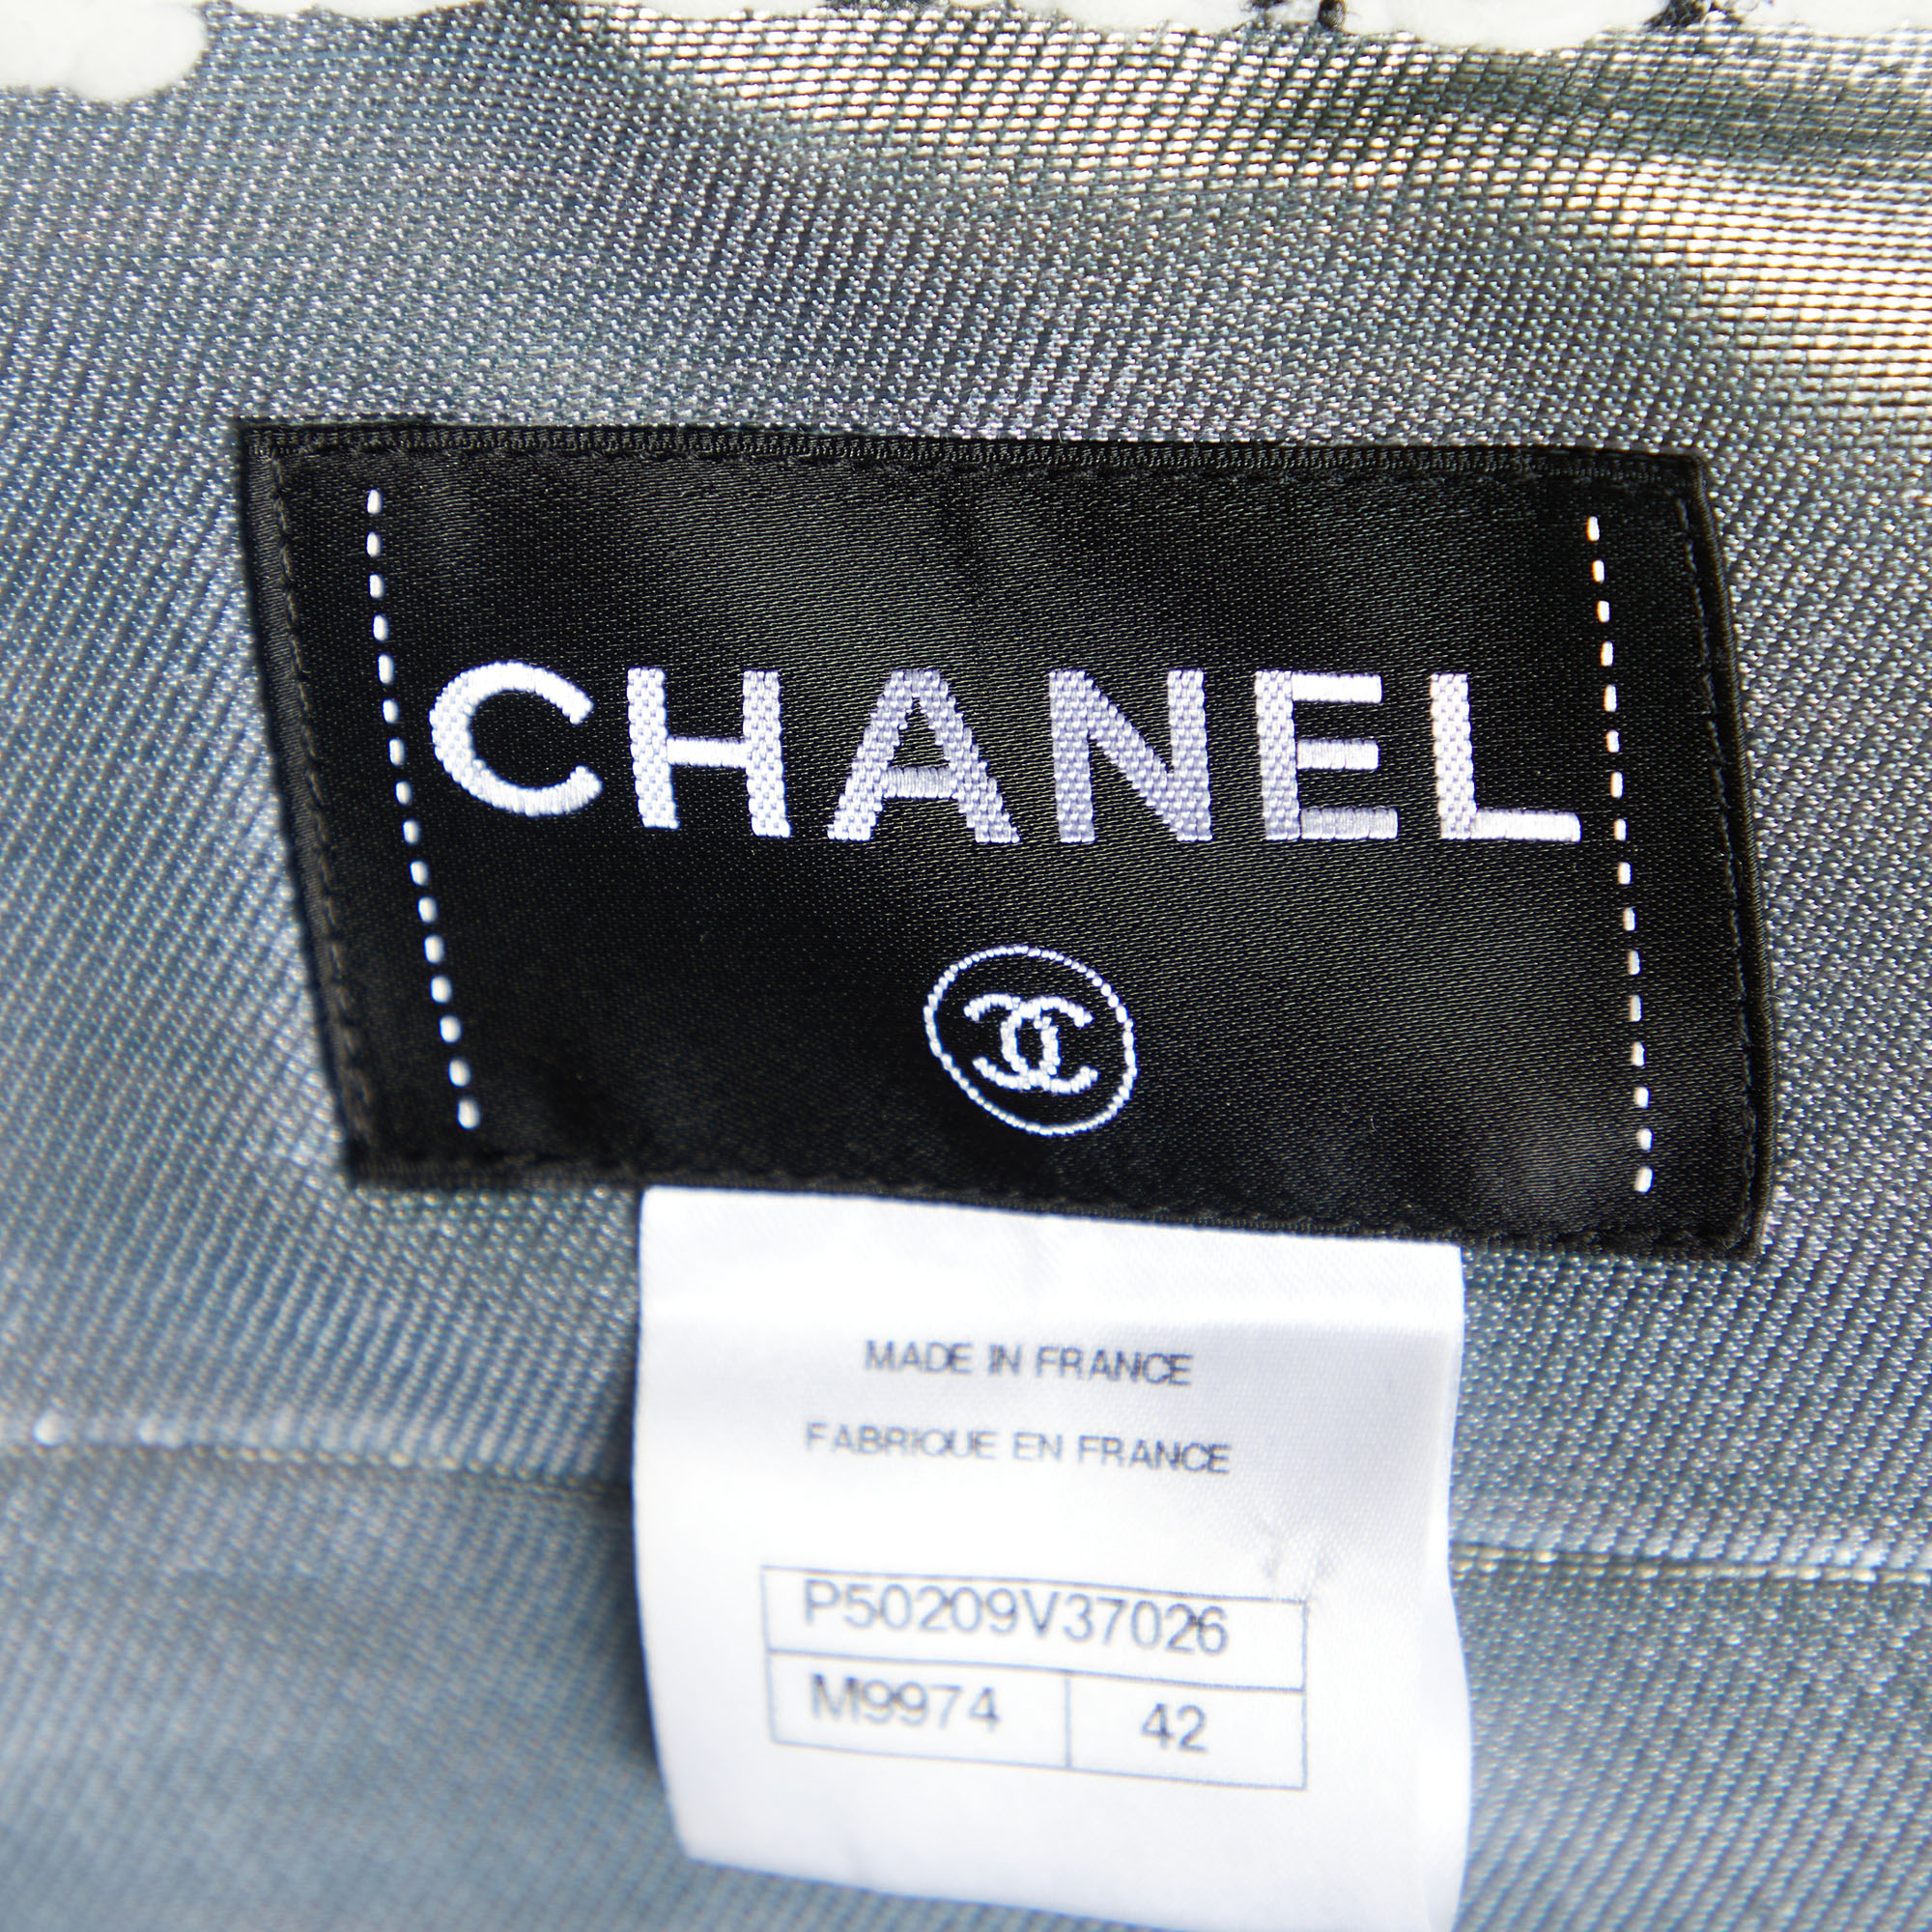 CHANEL
MADE IN FRANCE
FABRIQUE EN FRANCE
P50209V37026
M9974 42